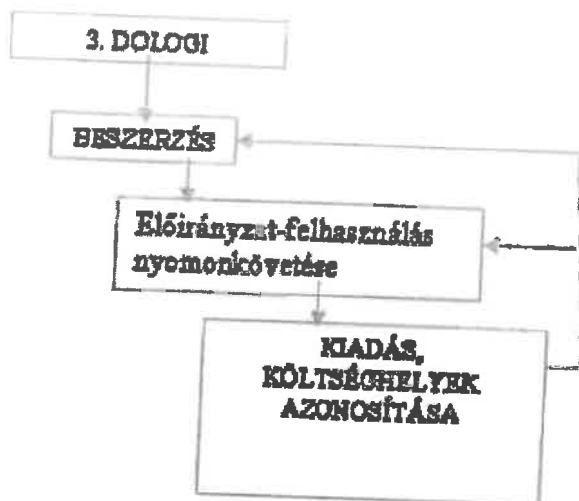 3. DOLOGI
BESZERZÉS
Előirányzat-felhasználás
nyomonkövetése
KIADÁS,
KÖLTSÉGHELYEK
AZONOSÍTÁSA